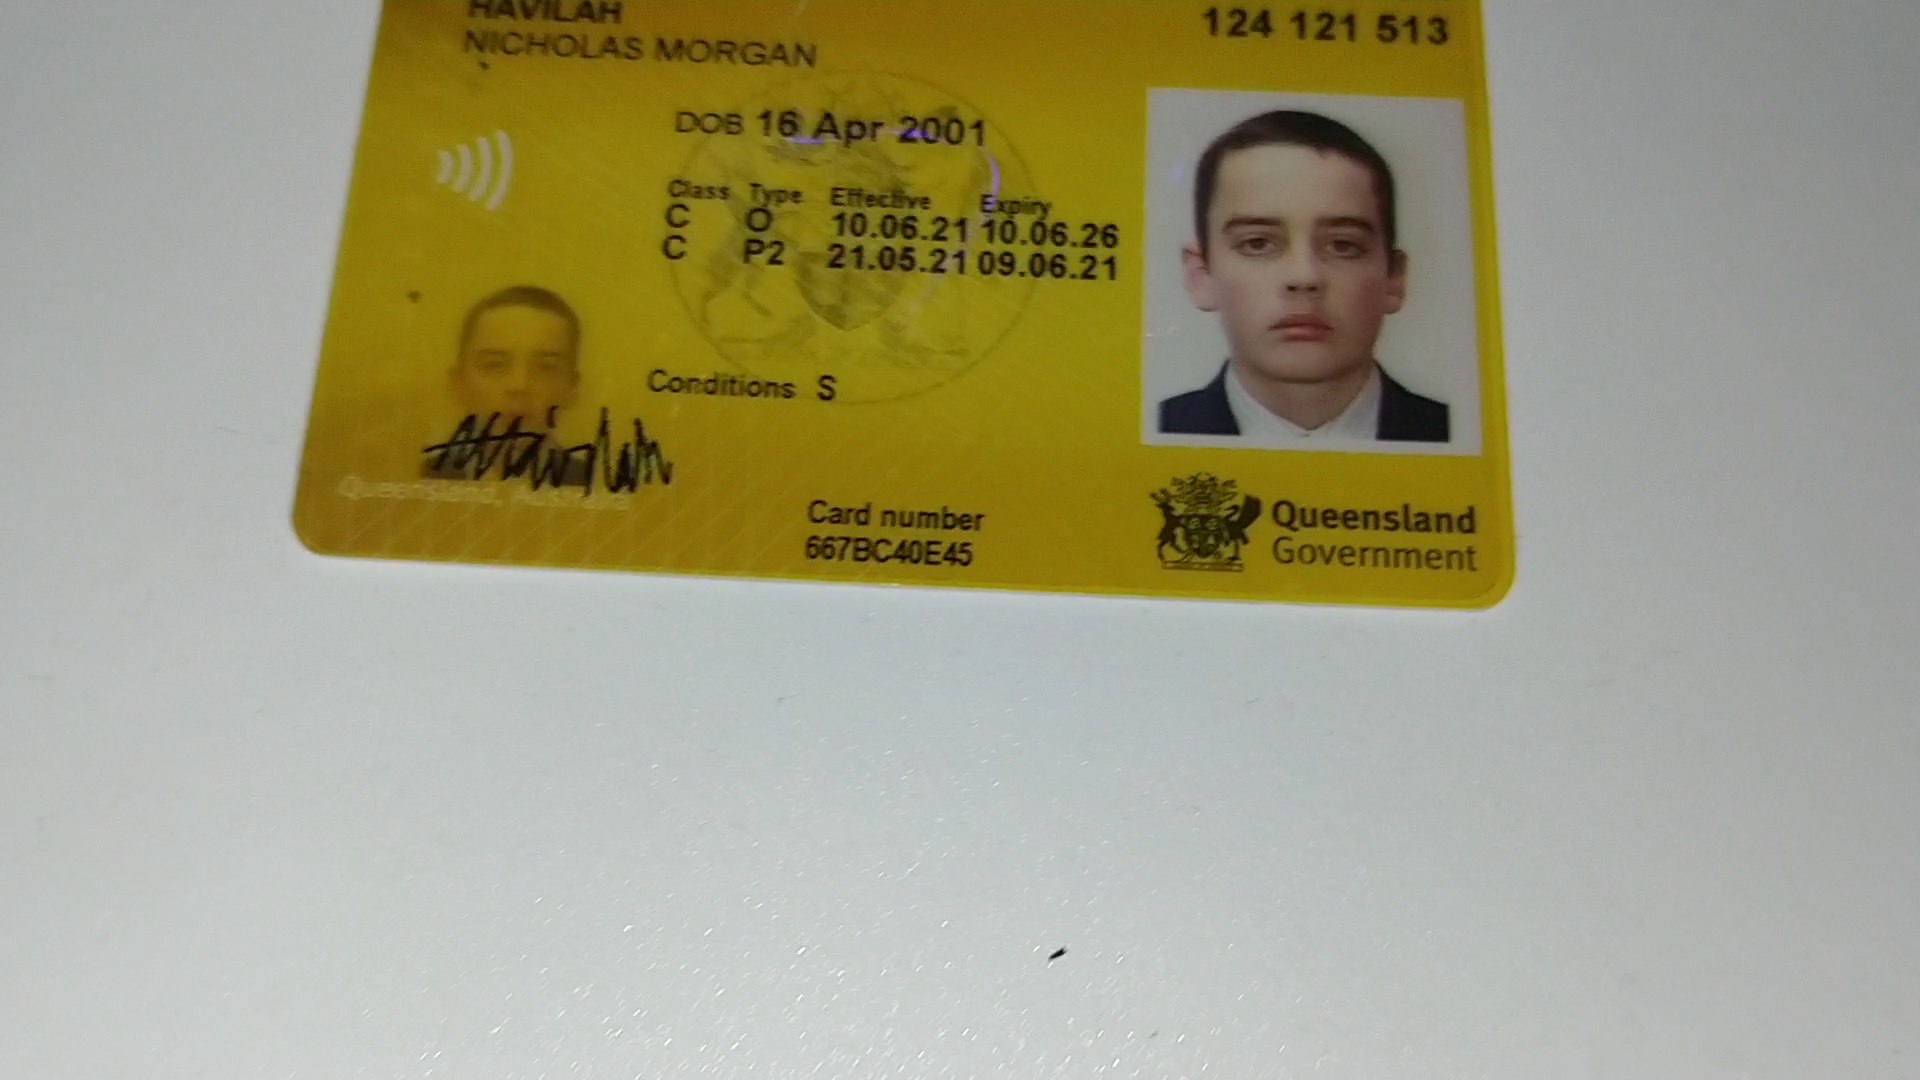 HAVILAH
NICHOLAS MORGAN
124 121 513
DOB 16 Apr 2001
Class Type Effective Expiry
C O 10.06.21 10.06.26
C P2 21.05.21 09.06.21
Conditions S
Queensland, Australia
Card number
667BC40E45
Queensland
Government